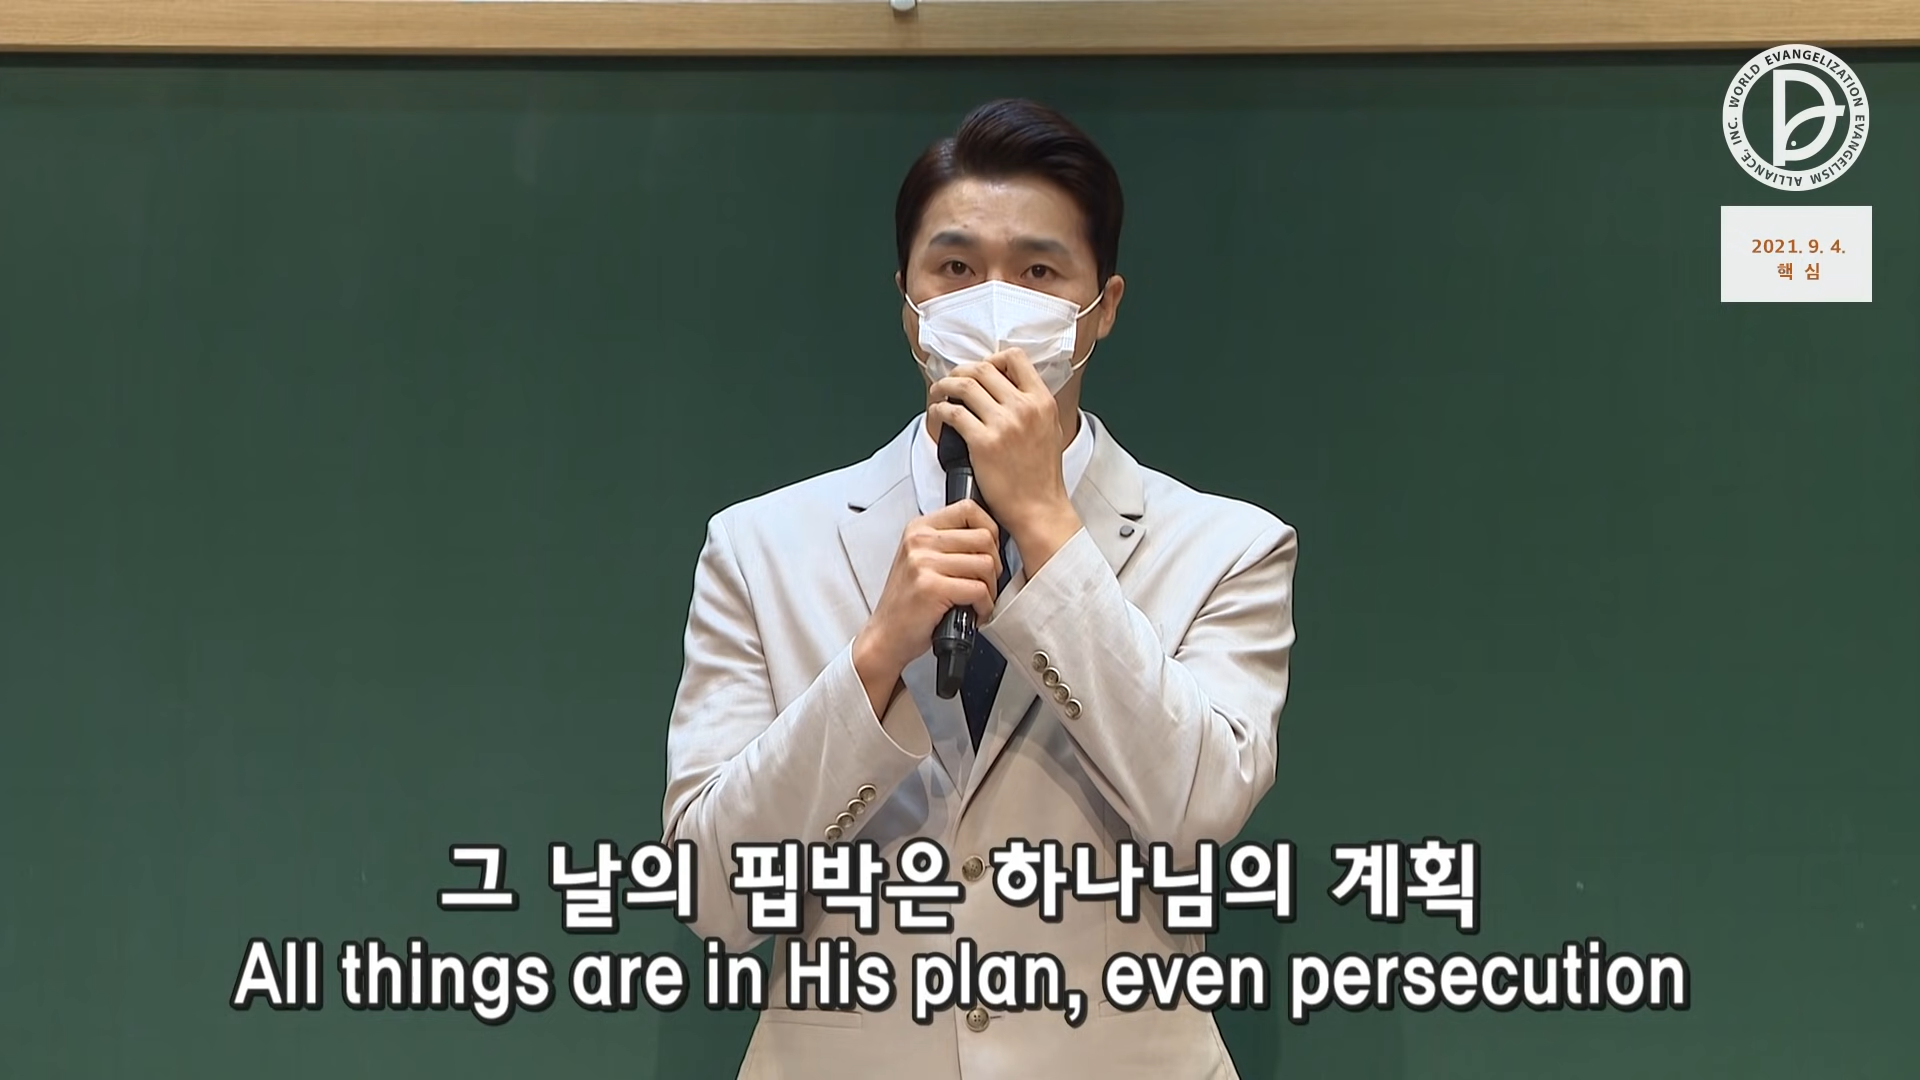 WORLD EVANGELIZATION EVANGELISM ALLIANCE, INC.
2021. 9. 4.
핵 심
그 날의 핍박은 하나님의 계획
All things are in His plan, even persecution